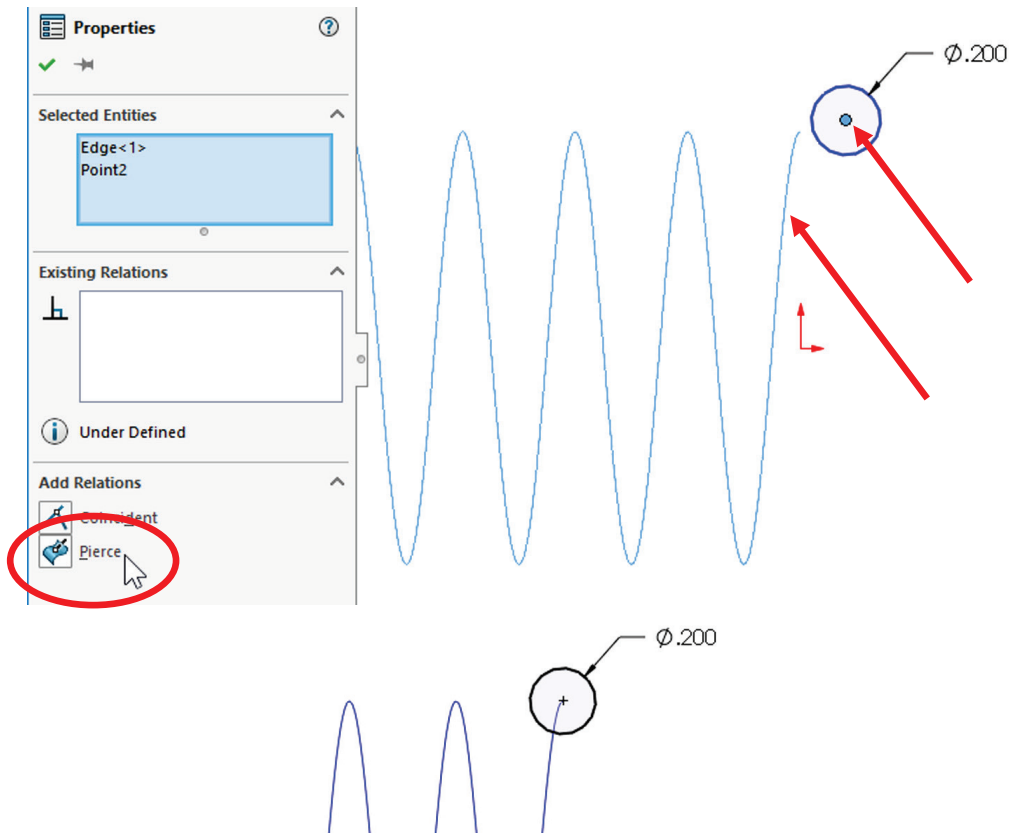 Properties
Selected Entities
Edge<1>
Point2
Existing Relations
Under Defined
Add Relations
Coincident
Pierce
∅.200
∅.200